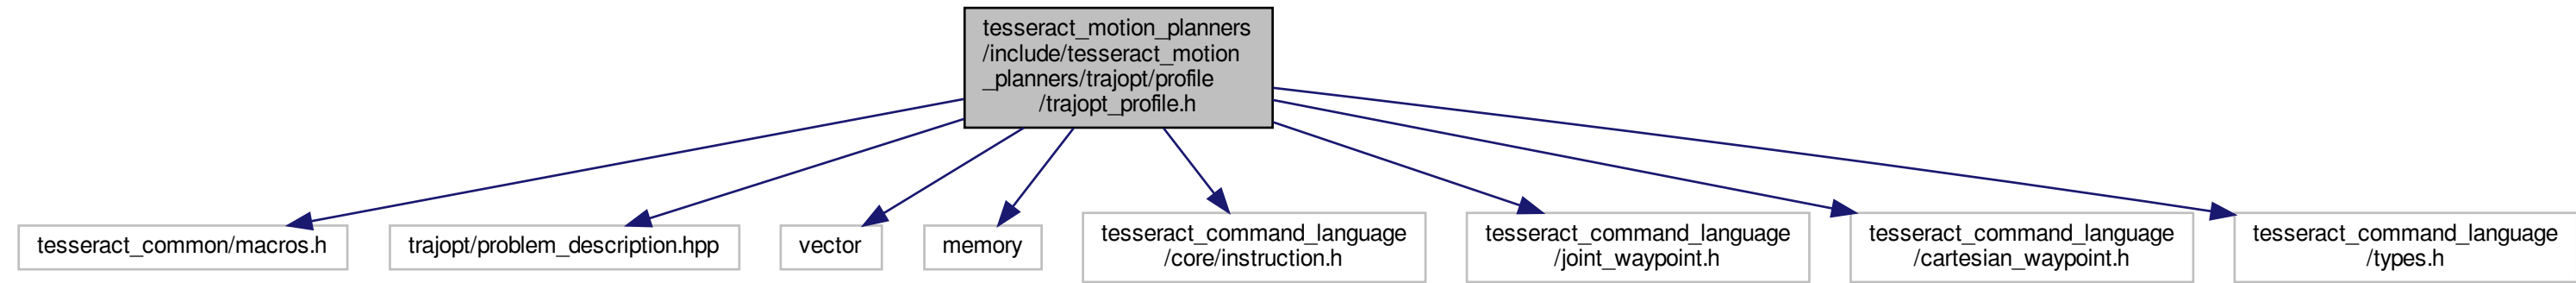 tesseract_motion_planners
/include/tesseract_motion
_planners/trajopt/profile
/trajopt_profile.h
tesseract_common/macros.h
trajopt/problem_description.hpp
vector
memory
tesseract_command_language
/core/instruction.h
tesseract_command_language
/joint_waypoint.h
tesseract_command_language
/cartesian_waypoint.h
tesseract_command_language
/types.h